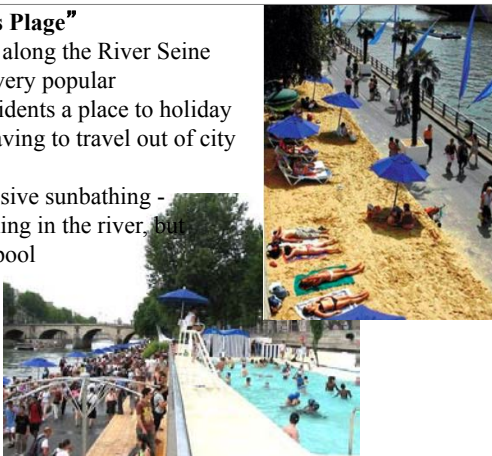 s Plage”
along the River Seine
very popular
idents a place to holiday
aving to travel out of city
sive sunbathing -
ing in the river, but
pool